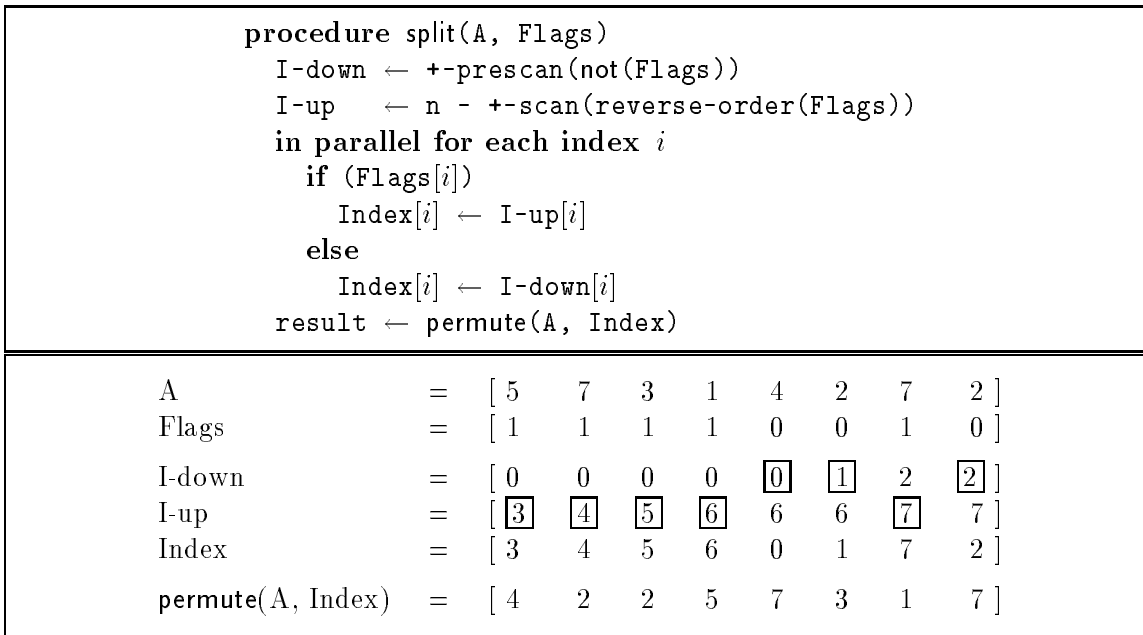 procedure split(A, Flags)
I-down ← +-prescan(not(Flags))
I-up ← n - +-scan(reverse-order(Flags))
in parallel for each index i
if (Flags[i])
Index[i] ← I-up[i]
else
Index[i] ← I-down[i]
result ← permute(A, Index)
A = [ 5 7 3 1 4 2 7 2 ]
Flags = [ 1 1 1 1 0 0 1 0 ]
I-down = [ 0 0 0 0 0 1 2 2 ]
I-up = [ 3 4 5 6 6 6 7 7 ]
Index = [ 3 4 5 6 0 1 7 2 ]
permute(A, Index) = [ 4 2 2 5 7 3 1 7 ]